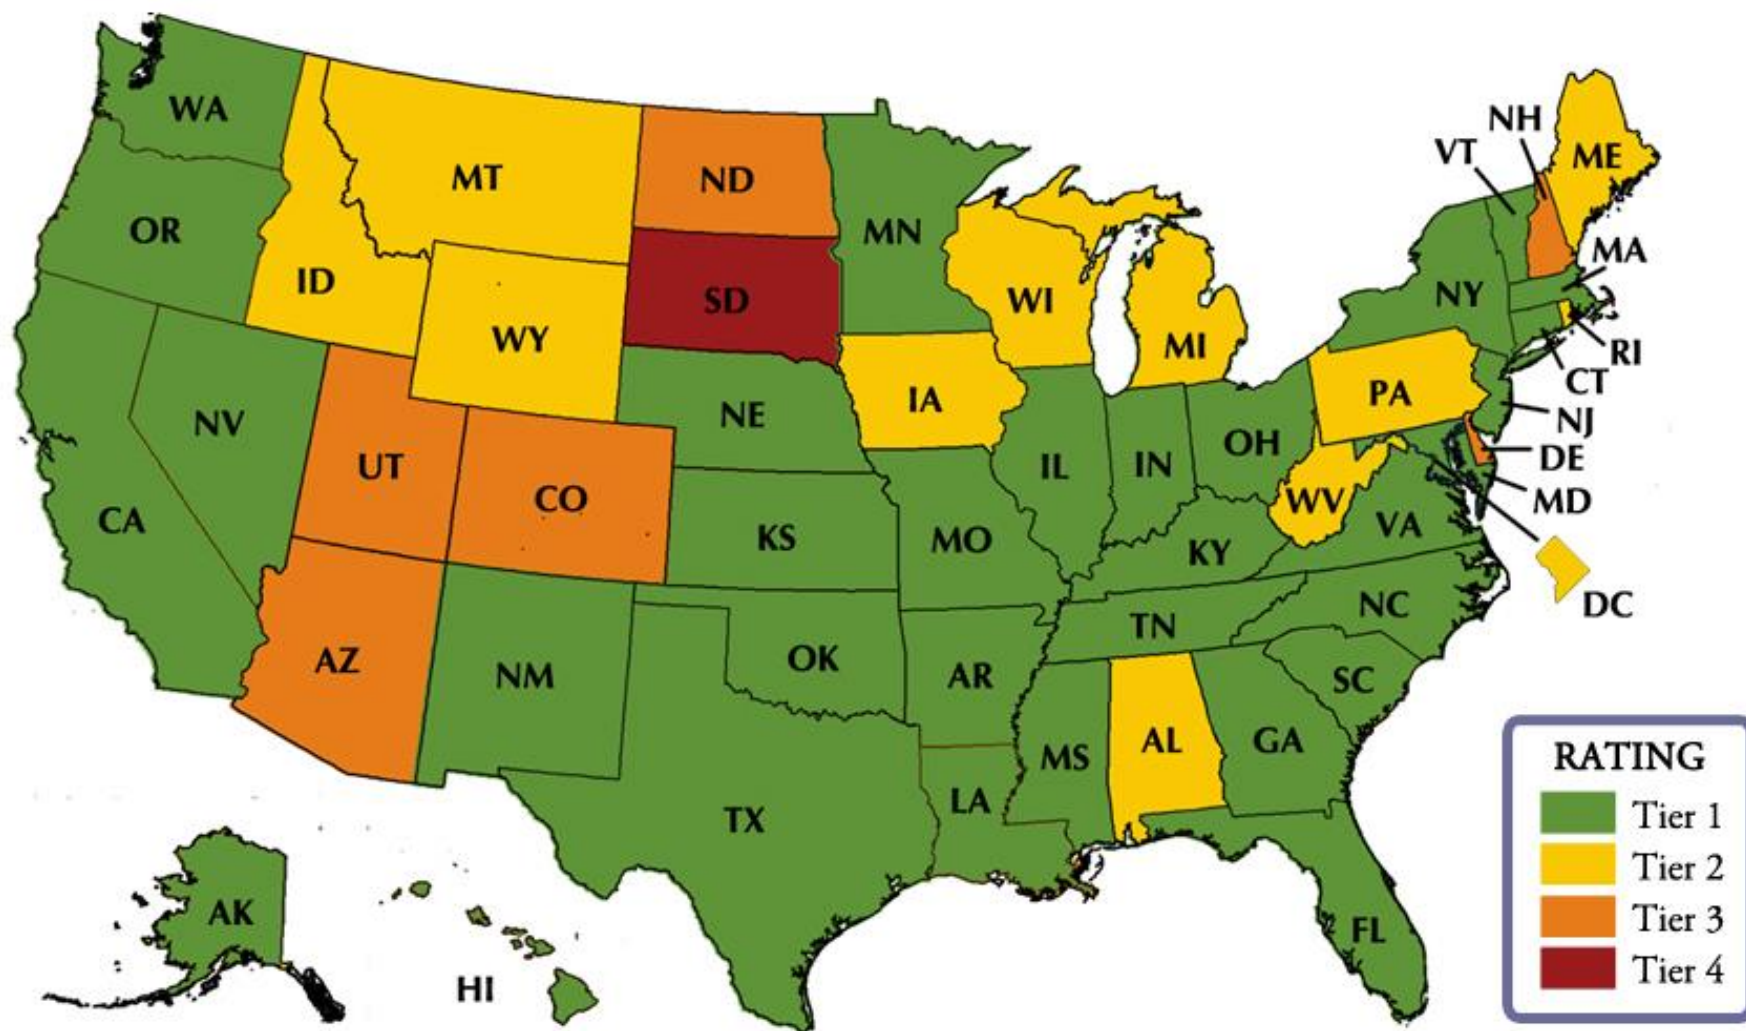 WA
OR
CA
NV
ID
MT
WY
UT
CO
AZ
NM
ND
SD
NE
KS
OK
TX
MN
IA
MO
AR
LA
WI
IL
MI
IN
OH
KY
TN
MS
AL
GA
FL
SC
NC
VA
WV
PA
NY
VT
NH
ME
MA
RI
CT
NJ
DE
MD
DC
AK
HI
RATING
Tier 1
Tier 2
Tier 3
Tier 4